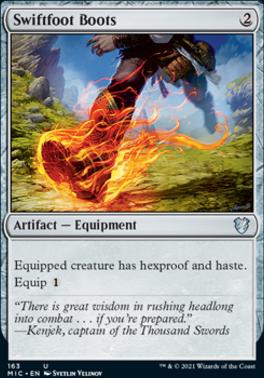 Swiftfoot Boots 2
Artifact — Equipment
Equipped creature has hexproof and haste.
Equip 1
“There is great wisdom in rushing headlong
into combat . . . if you’re prepared.”
—Kenjek, captain of the Thousand Swords
163 U
MIC • EN SVETLIN VELINOV
™ & © 2021 Wizards of the Coast